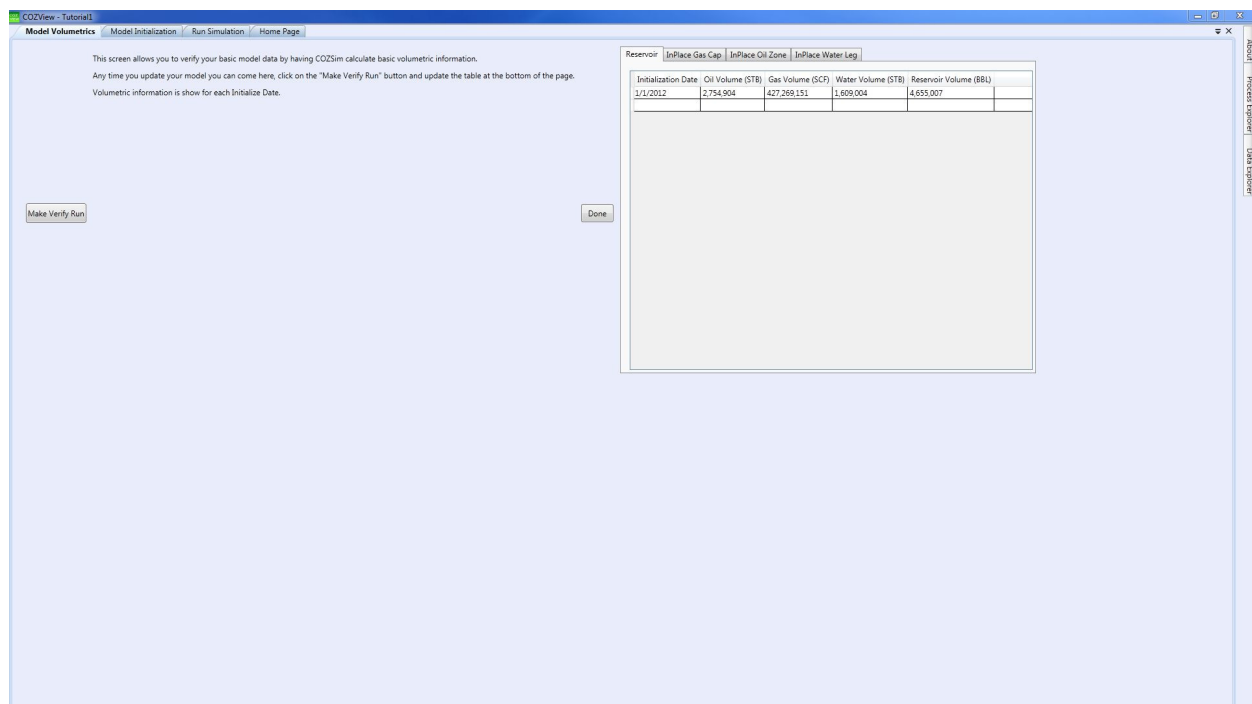 COZView - Tutorial1
Model Volumetrics Model Initialization Run Simulation Home Page
This screen allows you to verify your basic model data by having COZSim calculate basic volumetric information.
Any time you update your model you can come here, click on the "Make Verify Run" button and update the table at the bottom of the page.
Volumetric information is show for each Initialize Date.
Make Verify Run
Done
Reservoir InPlace Gas Cap InPlace Oil Zone InPlace Water Leg
Initialization Date Oil Volume (STB) Gas Volume (SCF) Water Volume (STB) Reservoir Volume (BBL)
1/1/2012 2,754,904 427,269,151 1,609,004 4,655,007
About
Process Explorer
Data Explorer